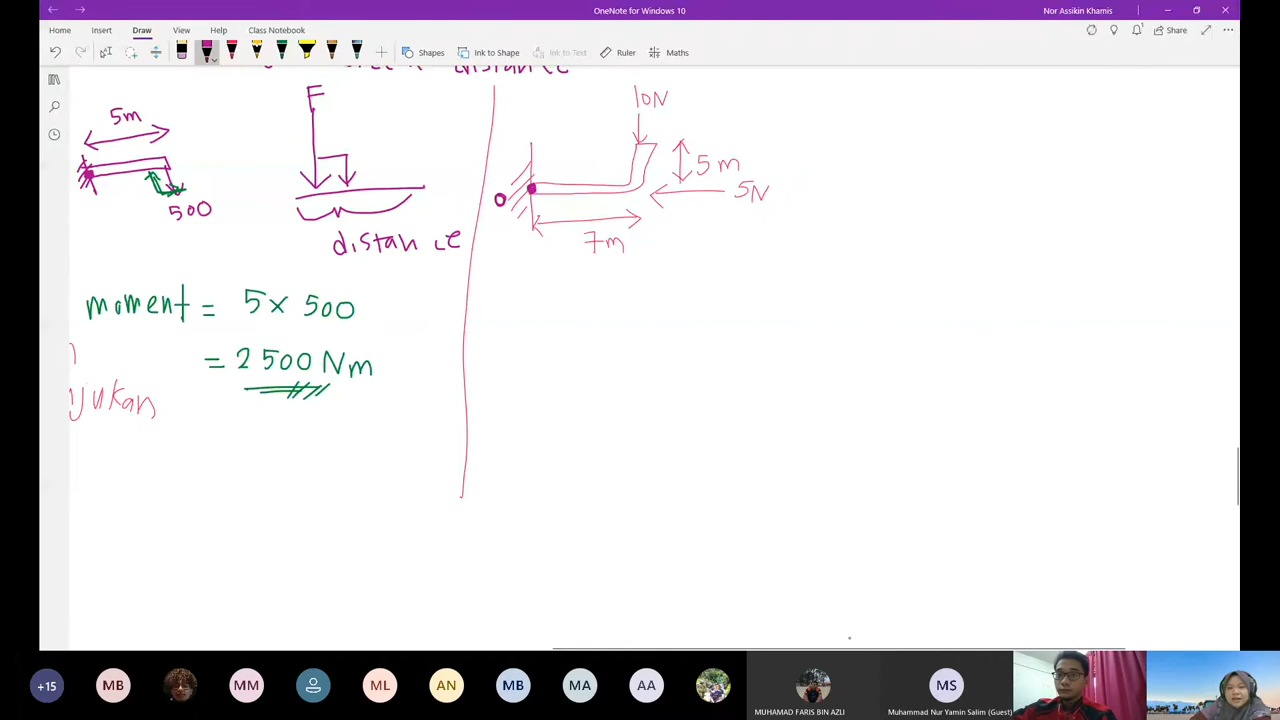 OneNote for Windows 10
Nor Assikin Khamis
Home Insert Draw View Help Class Notebook
Share
Shapes Ink to Shape Ink to Text Ruler Maths
distance
5m
500
F
distance
10N
5 m
5N
7m
moment = 5 x 500
= 2500 Nm
+15
MB
MM
ML
AN
MB
MA
AA
MUHAMAD FARIS BIN AZLI
MS
Muhammad Nur Yamin Salim (Guest)